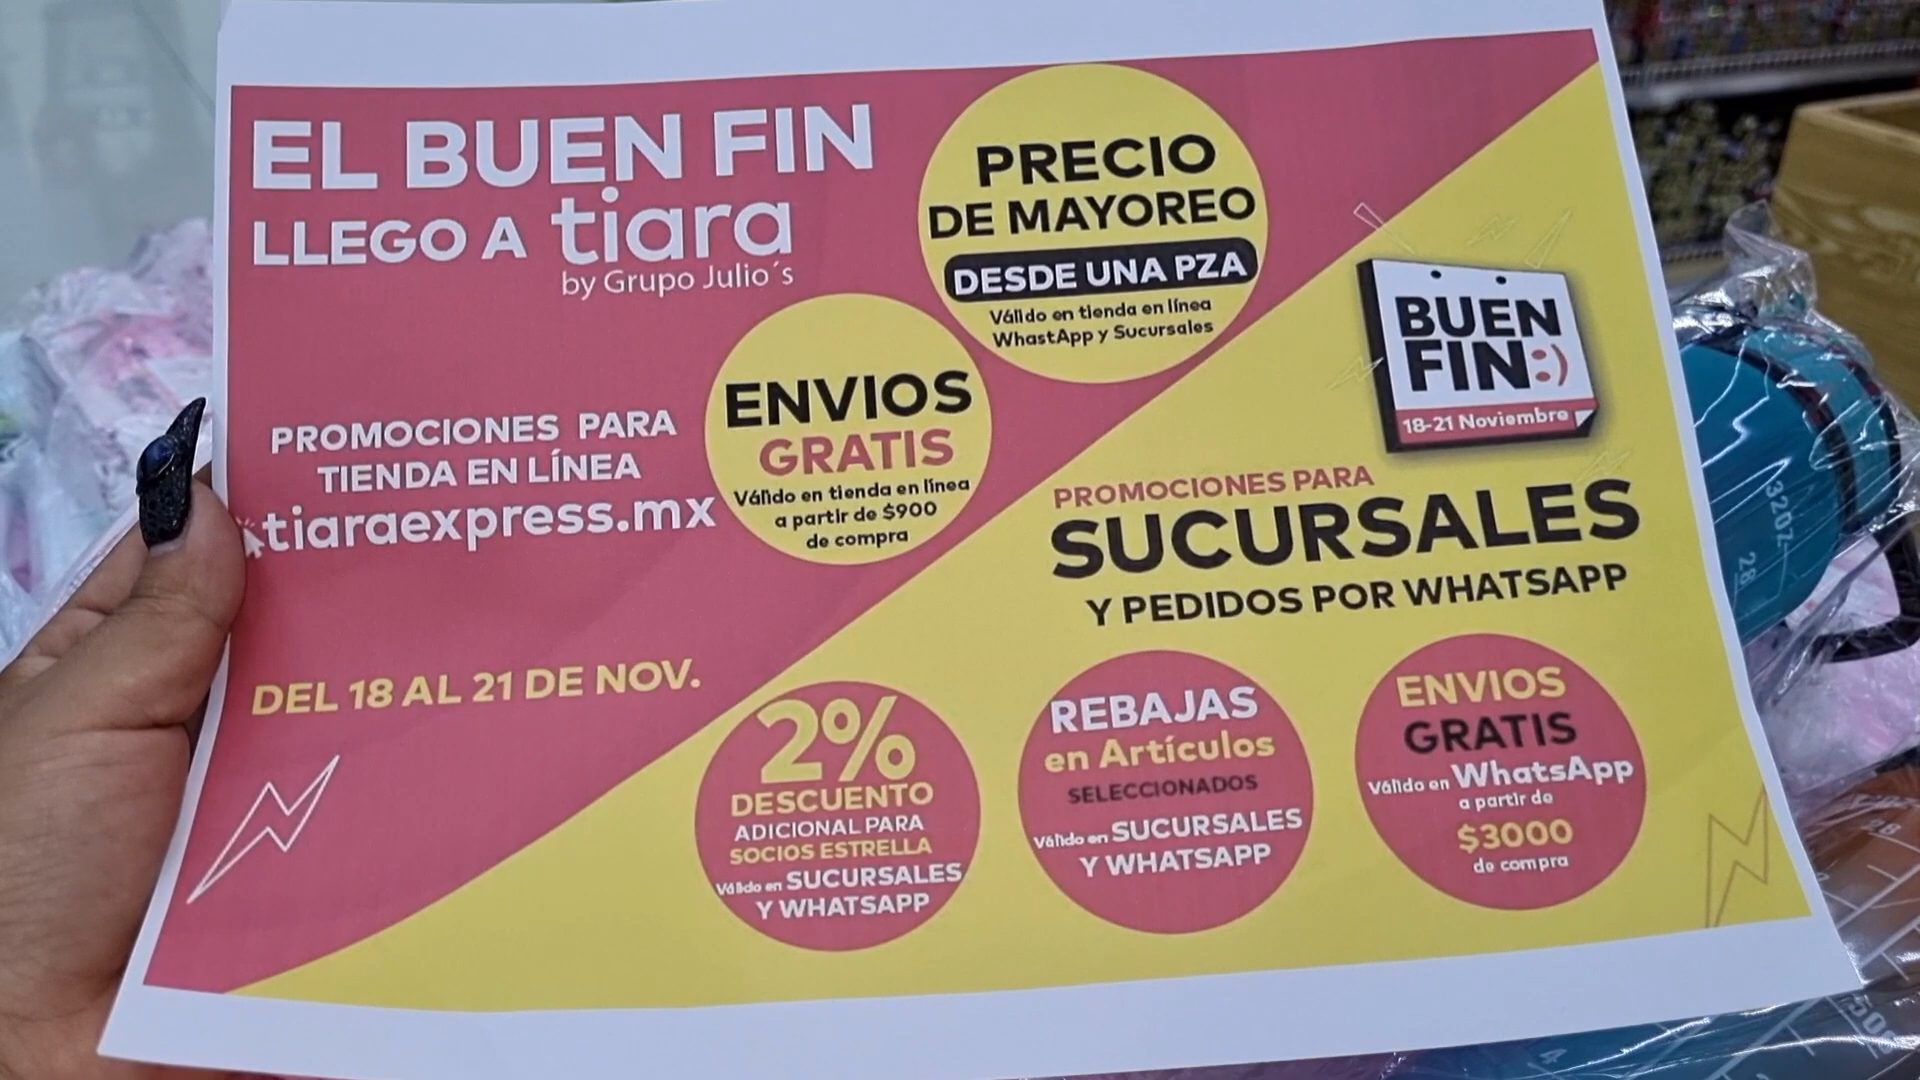 EL BUEN FIN
LLEGO A tiara
by Grupo Julio´s
PRECIO
DE MAYOREO
DESDE UNA PZA
Válido en tienda en línea
WhastApp y Sucursales
ENVIOS
GRATIS
Válido en tienda en línea
a partir de $900
de compra
PROMOCIONES PARA
TIENDA EN LÍNEA
tiaraexpress.mx
DEL 18 AL 21 DE NOV.
BUEN
FIN:)
18-21 Noviembre
PROMOCIONES PARA
SUCURSALES
Y PEDIDOS POR WHATSAPP
2%
DESCUENTO
ADICIONAL PARA
SOCIOS ESTRELLA
Válido en SUCURSALES
Y WHATSAPP
REBAJAS
en Artículos
SELECCIONADOS
Válido en SUCURSALES
Y WHATSAPP
ENVIOS
GRATIS
Válido en WhatsApp
a partir de
$3000
de compra
32OZ
28